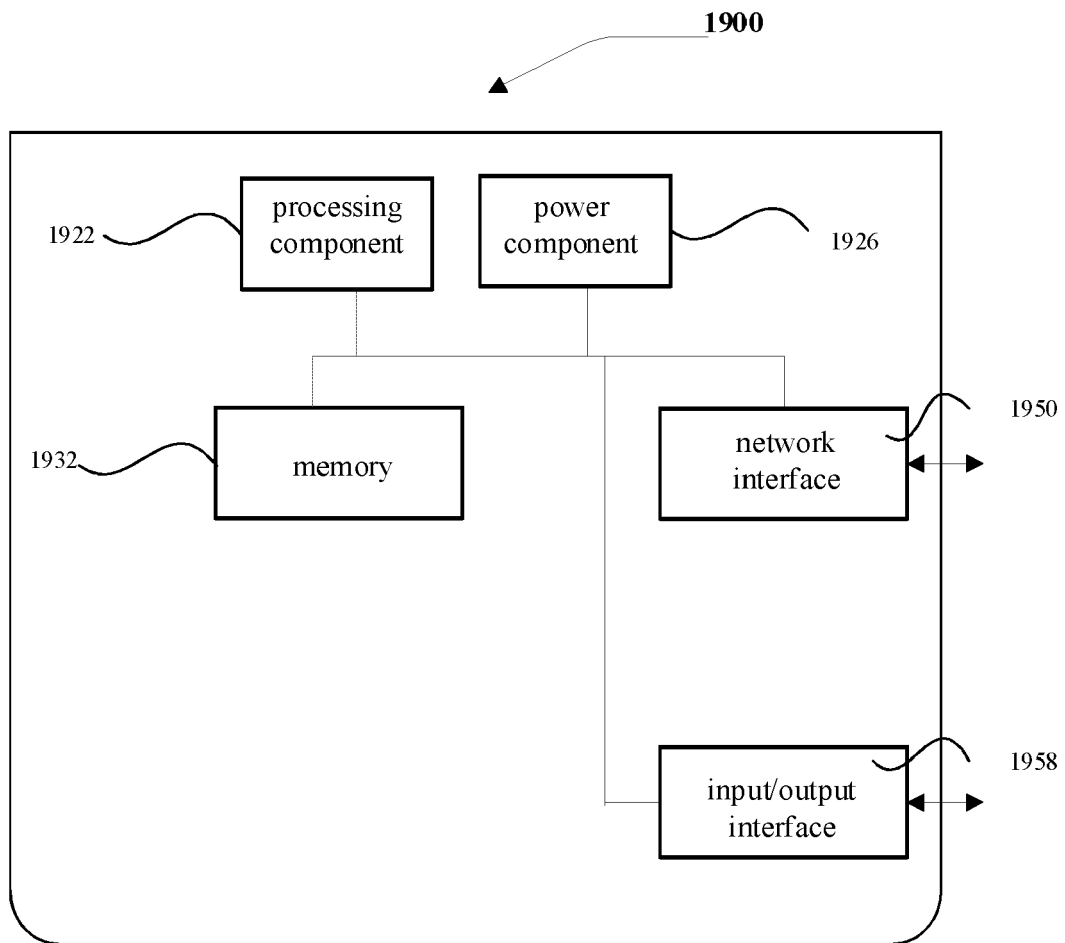 1900
processing
component
power
component
1922
1926
1950
network
interface
1932
memory
1958
input/output
interface